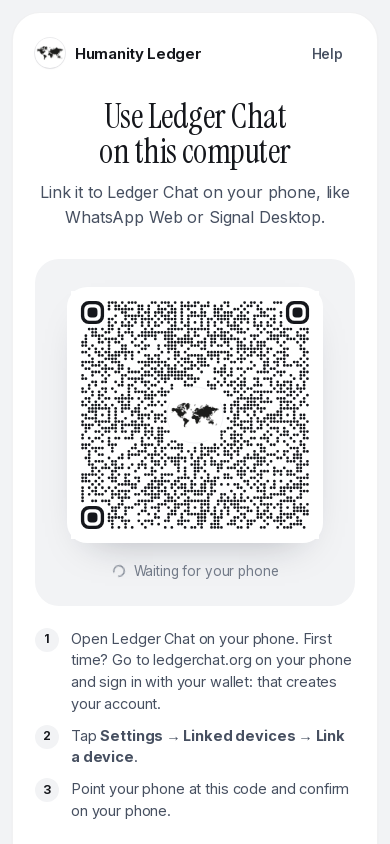 Humanity Ledger
Help
Use Ledger Chat
on this computer
Link it to Ledger Chat on your phone, like
WhatsApp Web or Signal Desktop.
Waiting for your phone
1 Open Ledger Chat on your phone. First
time? Go to ledgerchat.org on your phone
and sign in with your wallet: that creates
your account.
2 Tap Settings → Linked devices → Link
a device.
3 Point your phone at this code and confirm
on your phone.